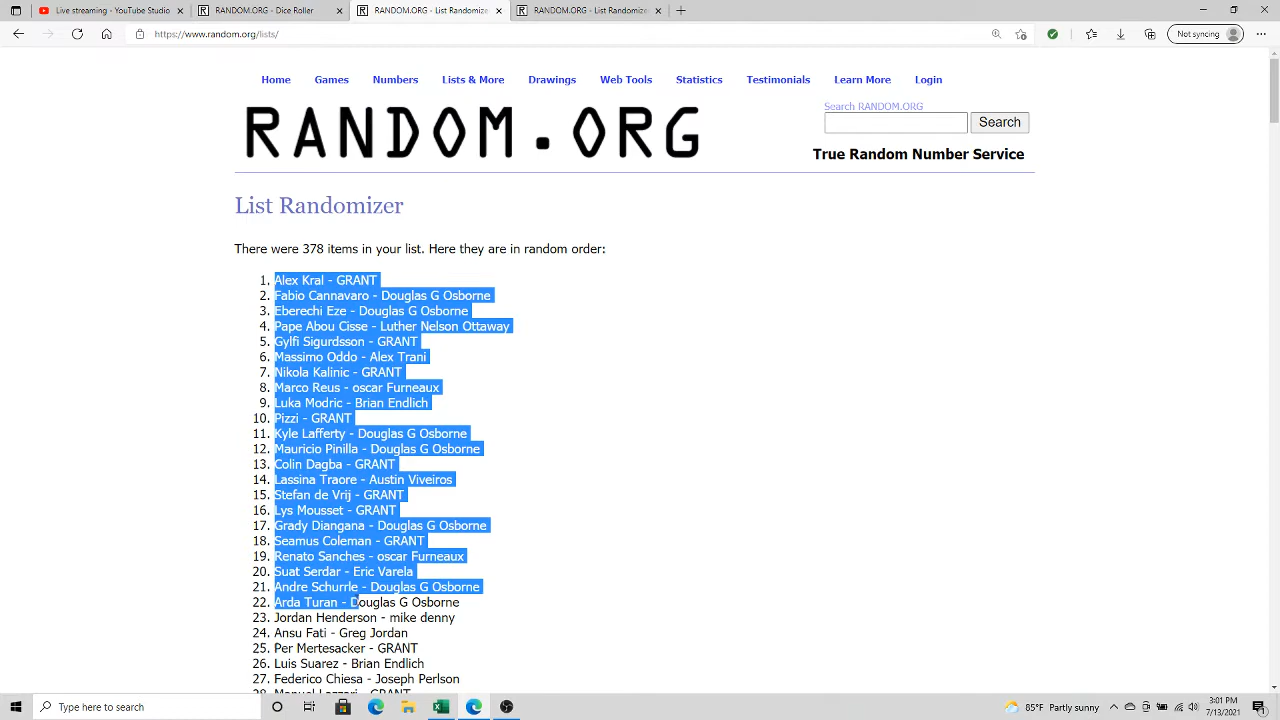 Live streaming - YouTube Studio
RANDOM.ORG - Dice Roller
RANDOM.ORG - List Randomizer
RANDOM.ORG - List Randomizer
https://www.random.org/lists/
Not syncing
Home Games Numbers Lists & More Drawings Web Tools Statistics Testimonials Learn More Login
RANDOM.ORG
Search RANDOM.ORG
Search
True Random Number Service
List Randomizer
There were 378 items in your list. Here they are in random order:
1. Alex Kral - GRANT
2. Fabio Cannavaro - Douglas G Osborne
3. Eberechi Eze - Douglas G Osborne
4. Pape Abou Cisse - Luther Nelson Ottaway
5. Gylfi Sigurdsson - GRANT
6. Massimo Oddo - Alex Trani
7. Nikola Kalinic - GRANT
8. Marco Reus - oscar Furneaux
9. Luka Modric - Brian Endlich
10. Pizzi - GRANT
11. Kyle Lafferty - Douglas G Osborne
12. Mauricio Pinilla - Douglas G Osborne
13. Colin Dagba - GRANT
14. Lassina Traore - Austin Viveiros
15. Stefan de Vrij - GRANT
16. Lys Mousset - GRANT
17. Grady Diangana - Douglas G Osborne
18. Seamus Coleman - GRANT
19. Renato Sanches - oscar Furneaux
20. Suat Serdar - Eric Varela
21. Andre Schurrle - Douglas G Osborne
22. Arda Turan - Douglas G Osborne
23. Jordan Henderson - mike denny
24. Ansu Fati - Greg Jordan
25. Per Mertesacker - GRANT
26. Luis Suarez - Brian Endlich
27. Federico Chiesa - Joseph Perlson
28. Manuel Lazzari - GRANT
Type here to search
85°F Partly sunny
3:01 PM
7/13/2021